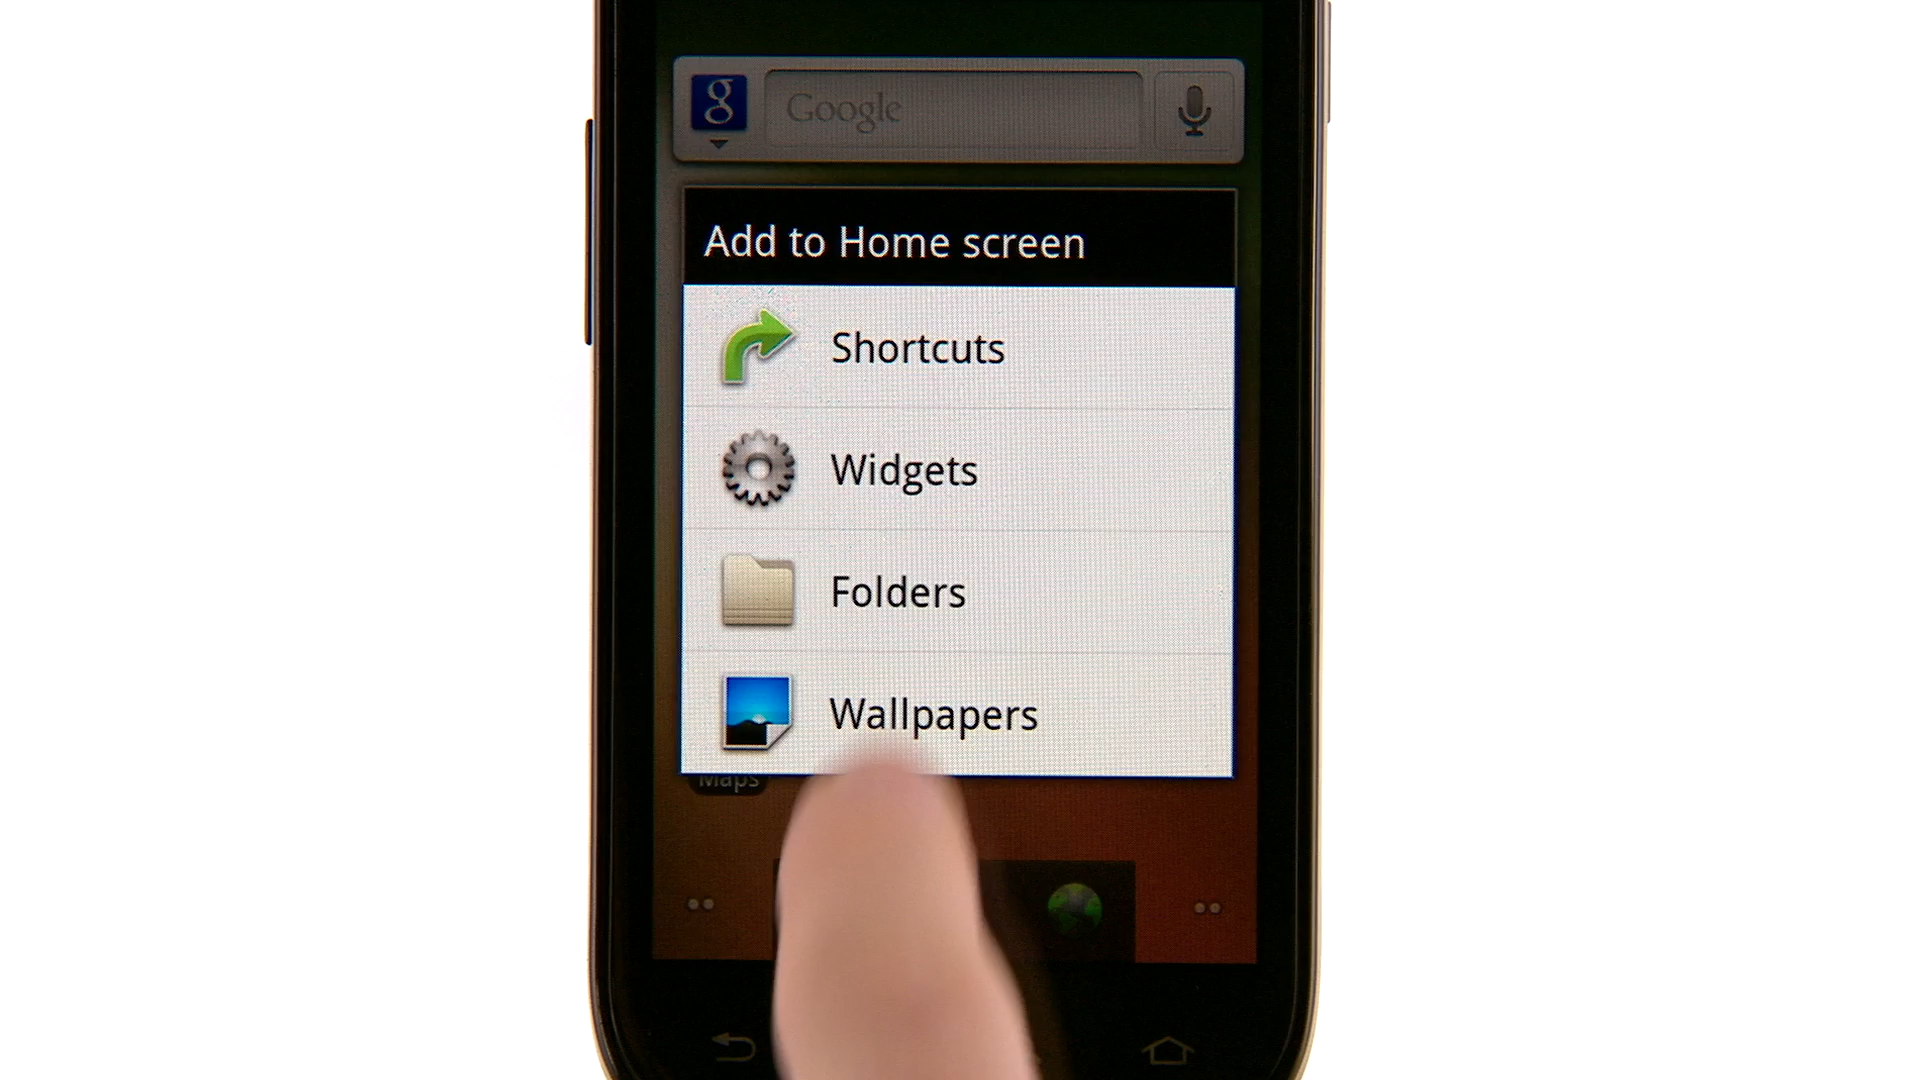 g Google
Add to Home screen
Shortcuts
Widgets
Folders
Wallpapers
Maps